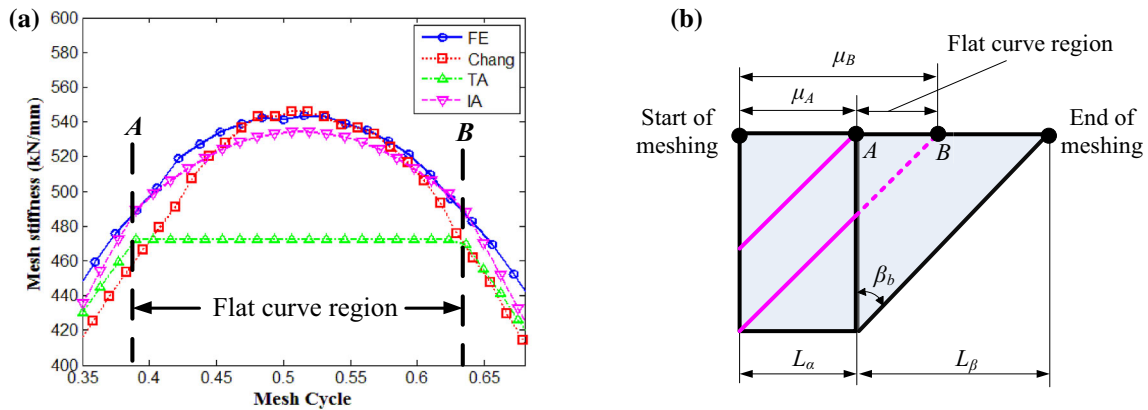 (a)
600
580
560
540
520
500
480
460
440
420
400
Mesh stiffness (kN/mm)
0.35
0.4
0.45
0.5
0.55
0.6
0.65
Mesh Cycle
FE
Chang
TA
IA
A
B
Flat curve region
(b)
Flat curve region
μB
μA
Start of
meshing
A
B
End of
meshing
βb
Lα
Lβ